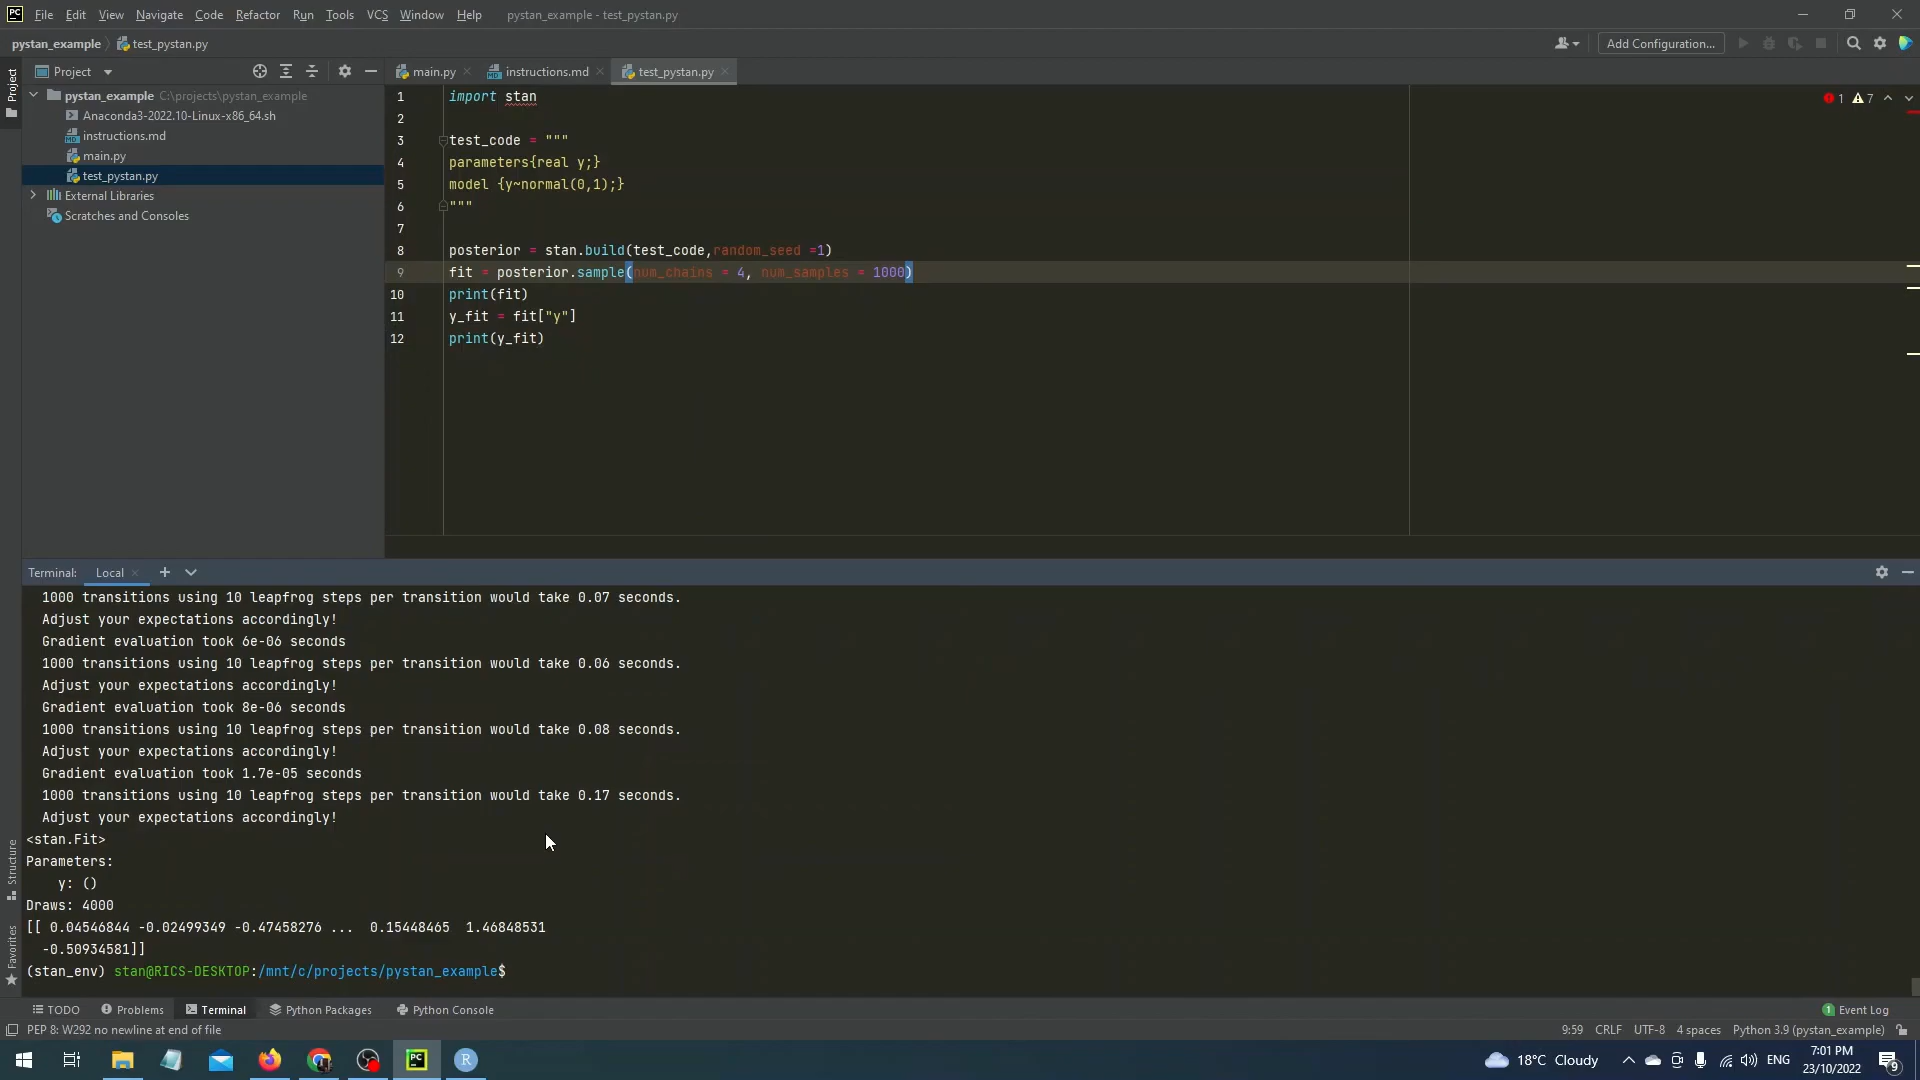 PC File Edit View Navigate Code Refactor Run Tools VCS Window Help pystan_example - test_pystan.py
pystan_example test_pystan.py Add Configuration...
Project
Project
main.py instructions.md test_pystan.py
pystan_example C:\projects\pystan_example
Anaconda3-2022.10-Linux-x86_64.sh
instructions.md
main.py
test_pystan.py
External Libraries
Scratches and Consoles
1 import stan
2
3 test_code = """
4 parameters{real y;}
5 model {y~normal(0,1);}
6 """
7
8 posterior = stan.build(test_code,random_seed =1)
9 fit = posterior.sample(num_chains = 4, num_samples = 1000)
10 print(fit)
11 y_fit = fit["y"]
12 print(y_fit)
1 7
Terminal: Local
1000 transitions using 10 leapfrog steps per transition would take 0.07 seconds.
Adjust your expectations accordingly!
Gradient evaluation took 6e-06 seconds
1000 transitions using 10 leapfrog steps per transition would take 0.06 seconds.
Adjust your expectations accordingly!
Gradient evaluation took 8e-06 seconds
1000 transitions using 10 leapfrog steps per transition would take 0.08 seconds.
Adjust your expectations accordingly!
Gradient evaluation took 1.7e-05 seconds
1000 transitions using 10 leapfrog steps per transition would take 0.17 seconds.
Adjust your expectations accordingly!
<stan.Fit>
Parameters:
y: ()
Draws: 4000
[[ 0.04546844 -0.02499349 -0.47458276 ... 0.15448465 1.46848531
-0.50934581]]
(stan_env) stan@RICS-DESKTOP:/mnt/c/projects/pystan_example$
Structure
Favorites
TODO Problems Terminal Python Packages Python Console 1 Event Log
PEP 8: W292 no newline at end of file 9:59 CRLF UTF-8 4 spaces Python 3.9 (pystan_example)
PC R 18°C Cloudy ENG 7:01 PM
23/10/2022 9